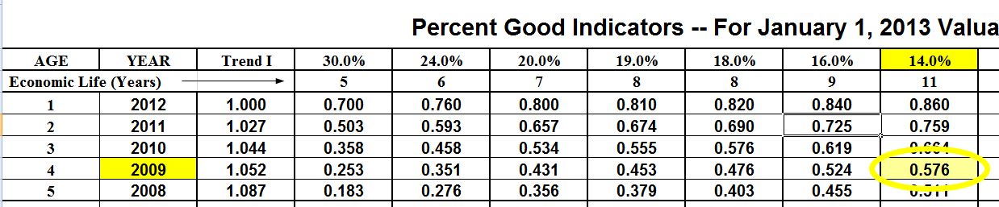 Percent Good Indicators -- For January 1, 2013 Valua
AGE YEAR Trend I 30.0% 24.0% 20.0% 19.0% 18.0% 16.0% 14.0%
Economic Life (Years) 5 6 7 8 8 9 11
1 2012 1.000 0.700 0.760 0.800 0.810 0.820 0.840 0.860
2 2011 1.027 0.503 0.593 0.657 0.674 0.690 0.725 0.759
3 2010 1.044 0.358 0.458 0.534 0.555 0.576 0.619 0.664
4 2009 1.052 0.253 0.351 0.431 0.453 0.476 0.524 0.576
5 2008 1.087 0.183 0.276 0.356 0.379 0.403 0.455 0.511